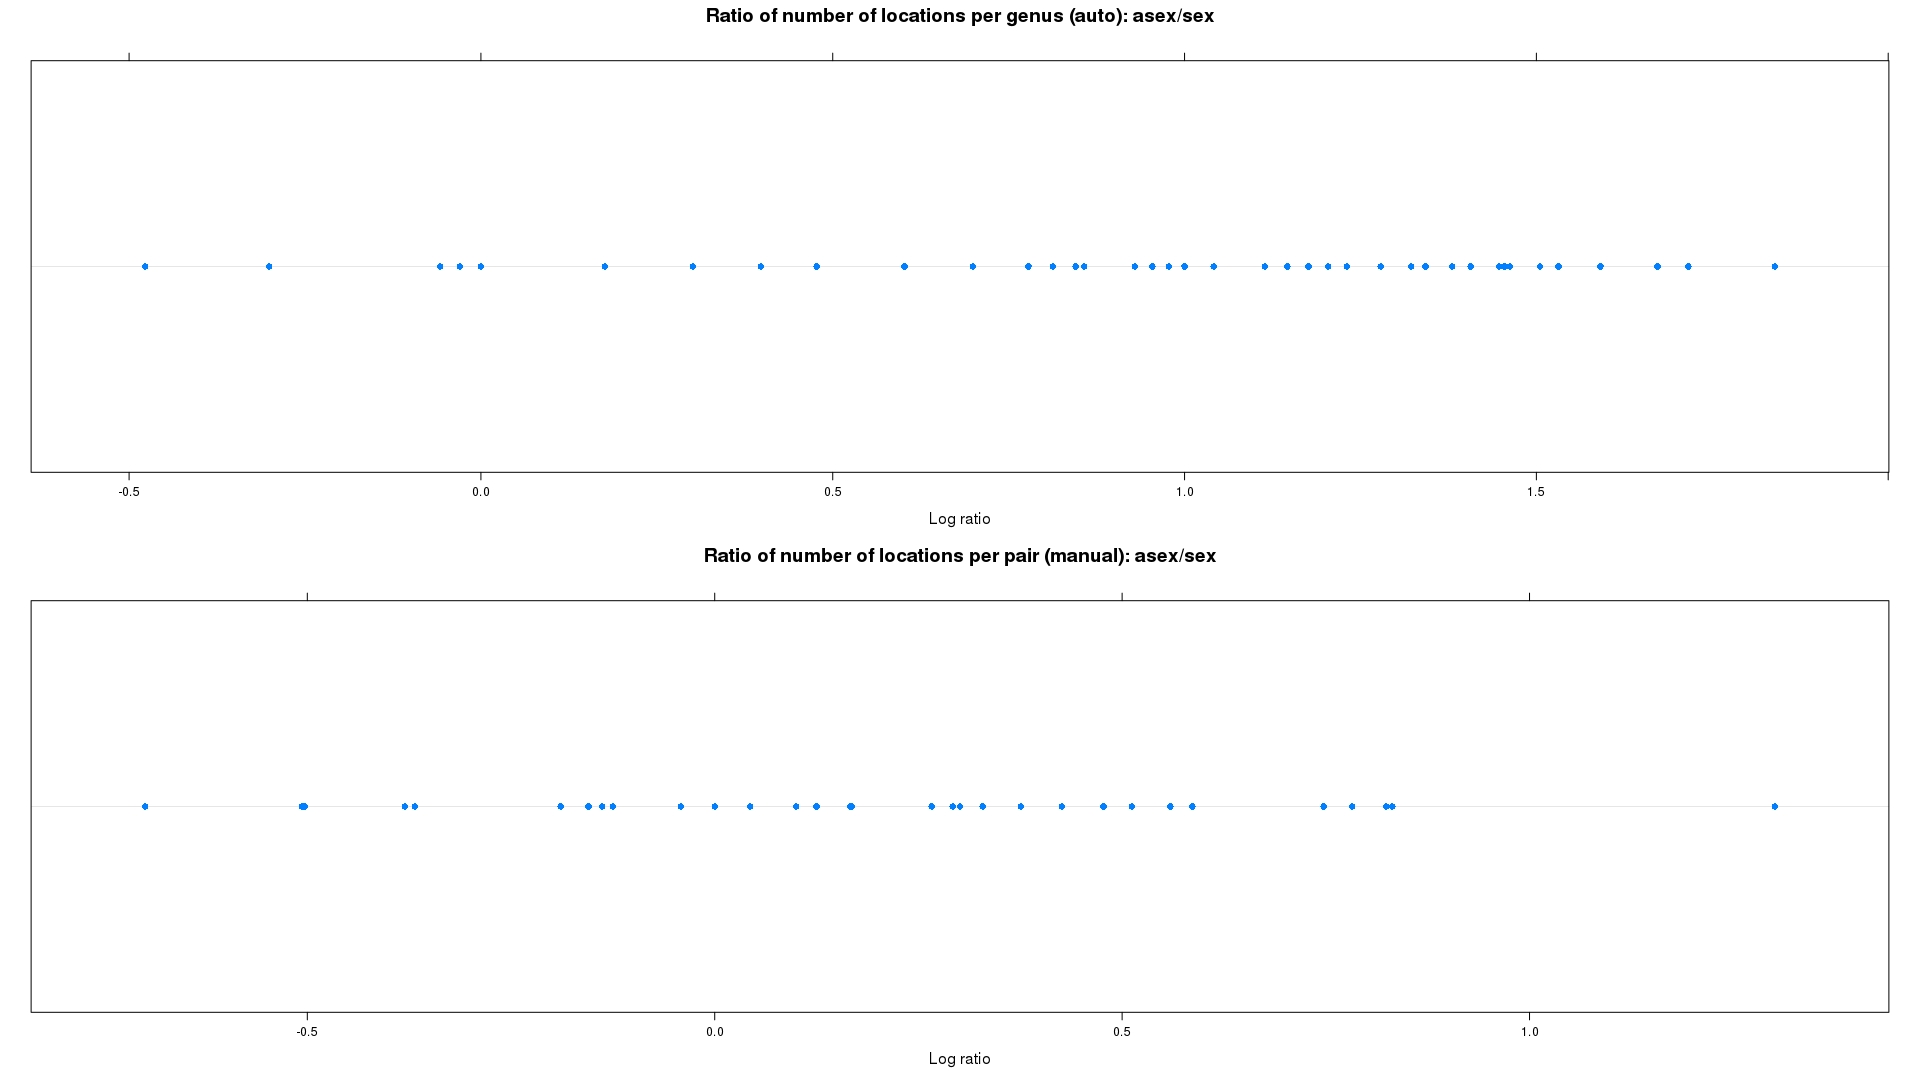 Ratio of number of locations per genus (auto): asex/sex
-0.5 0.0 0.5 1.0 1.5
Log ratio
Ratio of number of locations per pair (manual): asex/sex
-0.5 0.0 0.5 1.0
Log ratio